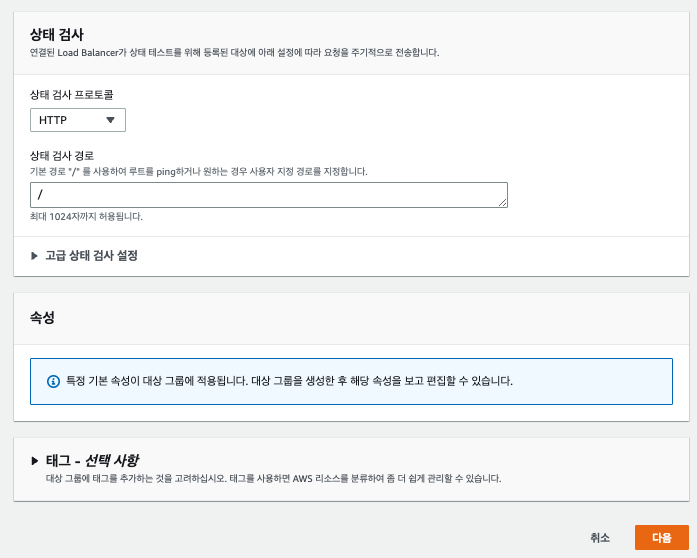 상태 검사
연결된 Load Balancer가 상태 테스트를 위해 등록된 대상에 아래 설정에 따라 요청을 주기적으로 전송합니다.
상태 검사 프로토콜
HTTP
상태 검사 경로
기본 경로 "/" 를 사용하여 루트를 ping하거나 원하는 경우 사용자 지정 경로를 지정합니다.
/
최대 1024자까지 허용됩니다.
고급 상태 검사 설정
속성
특정 기본 속성이 대상 그룹에 적용됩니다. 대상 그룹을 생성한 후 해당 속성을 보고 편집할 수 있습니다.
태그 - 선택 사항
대상 그룹에 태그를 추가하는 것을 고려하십시오. 태그를 사용하면 AWS 리소스를 분류하여 좀 더 쉽게 관리할 수 있습니다.
취소
다음